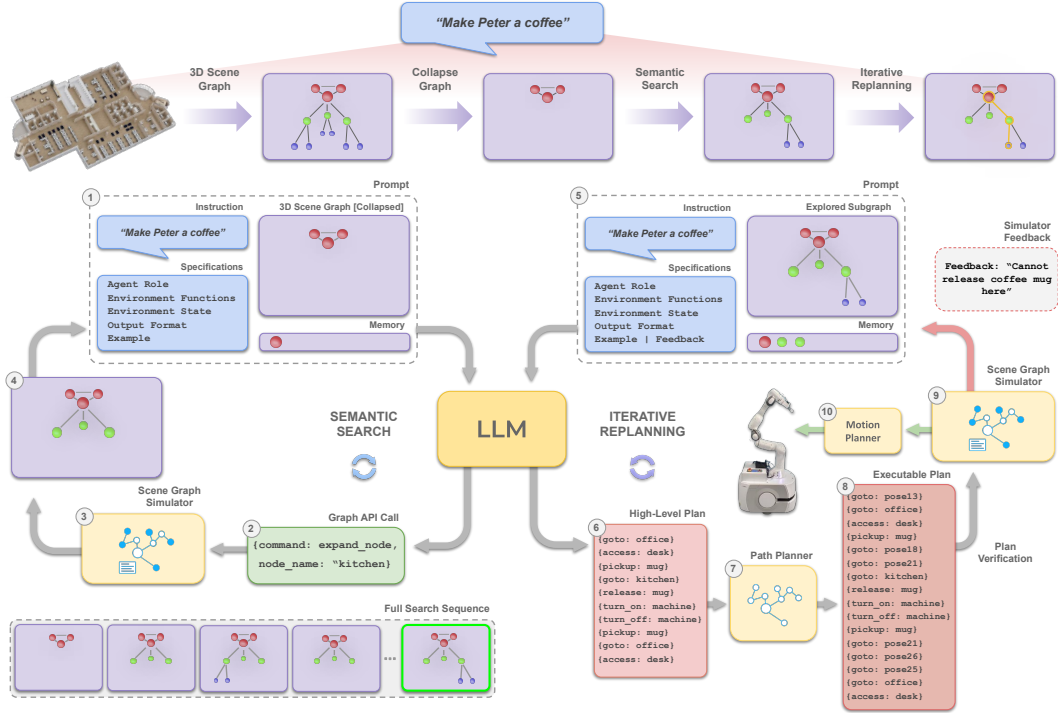 “Make Peter a coffee”
3D Scene
Graph
Collapse
Graph
Semantic
Search
Iterative
Replanning
1
Prompt
Instruction
3D Scene Graph [Collapsed]
“Make Peter a coffee”
Specifications
Agent Role
Environment Functions
Environment State
Output Format
Example
Memory
5
Prompt
Instruction
Explored Subgraph
“Make Peter a coffee”
Specifications
Agent Role
Environment Functions
Environment State
Output Format
Example | Feedback
Memory
Simulator
Feedback
Feedback: “Cannot
release coffee mug
here”
4
SEMANTIC
SEARCH
LLM
ITERATIVE
REPLANNING
10
Motion
Planner
Scene Graph
Simulator
9
Scene Graph
Simulator
3
Graph API Call
2
{command: expand_node,
node_name: “kitchen}
High-Level Plan
6
{goto: office}
{access: desk}
{pickup: mug}
{goto: kitchen}
{release: mug}
{turn_on: machine}
{turn_off: machine}
{pickup: mug}
{goto: office}
{access: desk}
Path Planner
7
Executable Plan
8
{goto: pose13}
{goto: office}
{access: desk}
{pickup: mug}
{goto: pose18}
{goto: pose21}
{goto: kitchen}
{release: mug}
{turn_on: machine}
{turn_off: machine}
{pickup: mug}
{goto: pose21}
{goto: pose26}
{goto: pose25}
{goto: office}
{access: desk}
Plan
Verification
Full Search Sequence
...